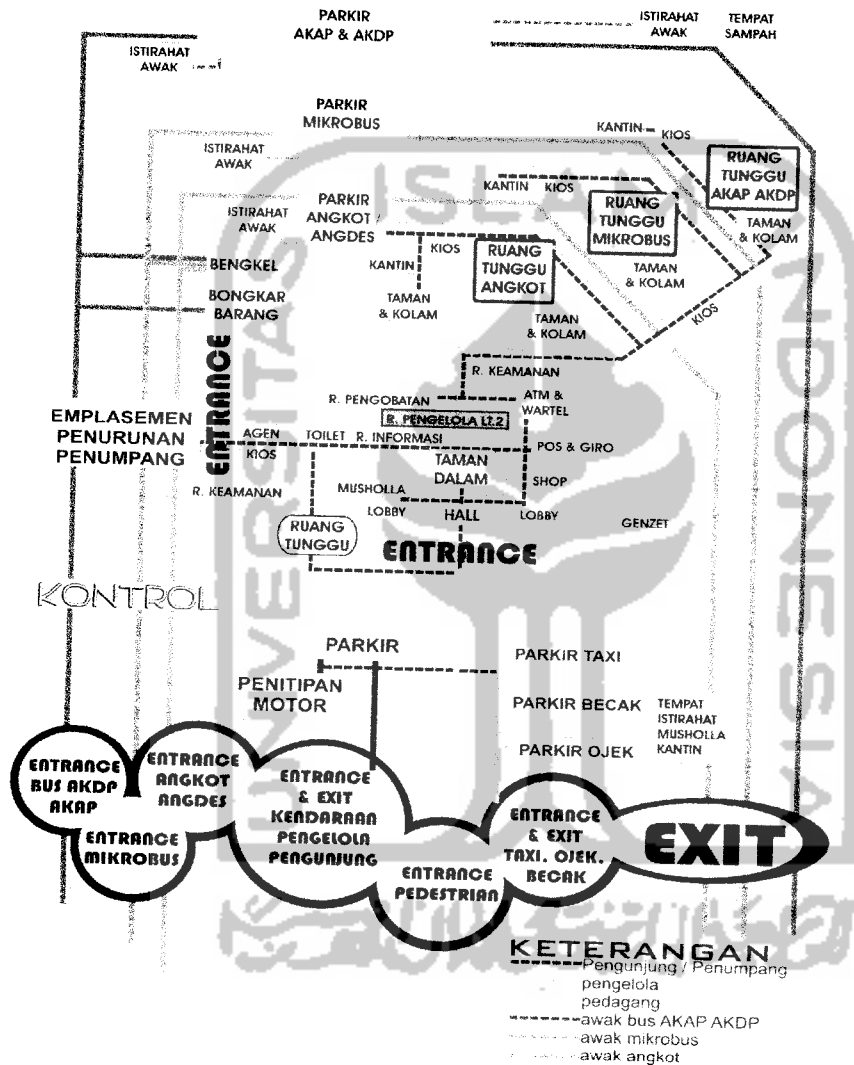 PARKIR
AKAP & AKDP
ISTIRAHAT
AWAK
TEMPAT
SAMPAH
ISTIRAHAT
AWAK
PARKIR
MIKROBUS
ISTIRAHAT
AWAK
KANTIN
KIOS
RUANG
TUNGGU
AKAP AKDP
KANTIN
KIOS
PARKIR
ANGKOT /
ANGDES
ISTIRAHAT
AWAK
RUANG
TUNGGU
MIKROBUS
TAMAN
& KOLAM
KIOS
KANTIN
RUANG
TUNGGU
ANGKOT
BENGKEL
TAMAN
& KOLAM
BONGKAR
BARANG
TAMAN
& KOLAM
TAMAN
& KOLAM
KIOS
ENTRANCE
R. KEAMANAN
R. PENGOBATAN
ATM &
WARTEL
EMPLASEMEN
PENURUNAN
PENUMPANG
R. PENGELOLA Lt.2
AGEN
KIOS
TOILET
R. INFORMASI
POS & GIRO
TAMAN
DALAM
SHOP
R. KEAMANAN
MUSHOLLA
LOBBY
HALL
LOBBY
GENZET
RUANG
TUNGGU
ENTRANCE
KONTROL
PARKIR
PARKIR TAXI
PENITIPAN
MOTOR
PARKIR BECAK
TEMPAT
ISTIRAHAT
MUSHOLLA
KANTIN
PARKIR OJEK
ENTRANCE
BUS AKDP
AKAP
ENTRANCE
ANGKOT
ANGDES
ENTRANCE
MIKROBUS
ENTRANCE
& EXIT
KENDARAAN
PENGELOLA
PENGUNJUNG
ENTRANCE
PEDESTRIAN
ENTRANCE
& EXIT
TAXI. OJEK.
BECAK
EXIT
KETERANGAN
Pengunjung / Penumpang
pengelola
pedagang
awak bus AKAP AKDP
awak mikrobus
awak angkot
UNIVERSITAS
ISLAM
INDONESIA